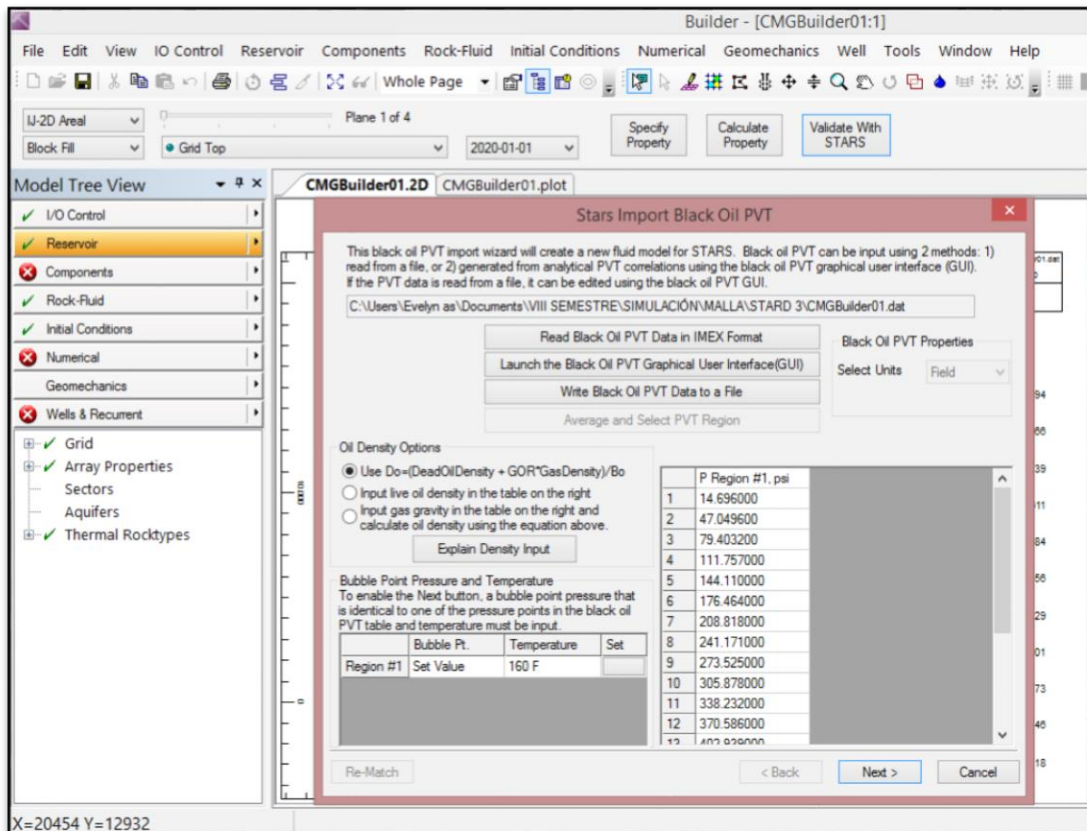 Builder - [CMGBuilder01:1]
File Edit View IO Control Reservoir Components Rock-Fluid Initial Conditions Numerical Geomechanics Well Tools Window Help
Whole Page
IJ-2D Areal
Plane 1 of 4
Block Fill
Grid Top
2020-01-01
Specify Property
Calculate Property
Validate With STARS
Model Tree View
CMGBuilder01.2D CMGBuilder01.plot
I/O Control
Reservoir
Components
Rock-Fluid
Initial Conditions
Numerical
Geomechanics
Wells & Recurrent
Grid
Array Properties
Sectors
Aquifers
Thermal Rocktypes
Stars Import Black Oil PVT
This black oil PVT import wizard will create a new fluid model for STARS. Black oil PVT can be input using 2 methods: 1)
read from a file, or 2) generated from analytical PVT correlations using the black oil PVT graphical user interface (GUI).
If the PVT data is read from a file, it can be edited using the black oil PVT GUI.
C:\Users\Evelyn as\Documents\VIII SEMESTRE\SIMULACIÓN\MALLA\STARD 3\CMGBuilder01.dat
Read Black Oil PVT Data in IMEX Format
Launch the Black Oil PVT Graphical User Interface(GUI)
Write Black Oil PVT Data to a File
Average and Select PVT Region
Black Oil PVT Properties
Select Units Field
Oil Density Options
Use Do=(DeadOilDensity + GOR*GasDensity)/Bo
Input live oil density in the table on the right
Input gas gravity in the table on the right and
calculate oil density using the equation above.
Explain Density Input
Bubble Point Pressure and Temperature
To enable the Next button, a bubble point pressure that
is identical to one of the pressure points in the black oil
PVT table and temperature must be input.
Bubble Pt. Temperature Set
Region #1 Set Value 160 F
P Region #1, psi
1 14.696000
2 47.049600
3 79.403200
4 111.757000
5 144.110000
6 176.464000
7 208.818000
8 241.171000
9 273.525000
10 305.878000
11 338.232000
12 370.586000
13 402.939000
Re-Match
< Back
Next >
Cancel
94
66
39
11
84
56
29
01
73
46
18
0
X=20454 Y=12932